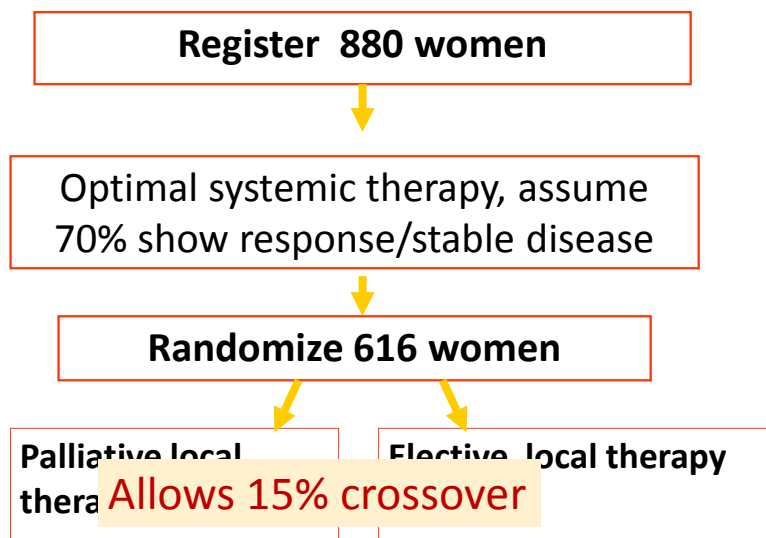 Register 880 women
Optimal systemic therapy, assume
70% show response/stable disease
Randomize 616 women
Palliative local
Elective local therapy
Allows 15% crossover